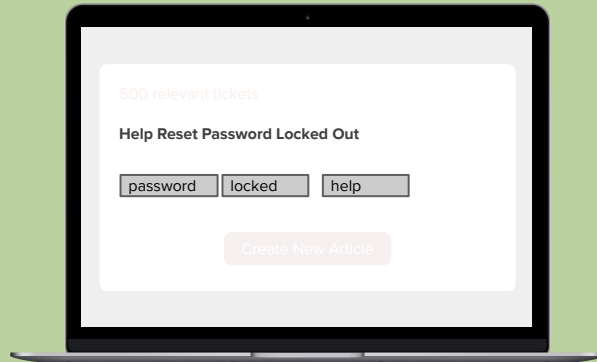 500 relevant tickets
Help Reset Password Locked Out
password locked help
Create New Article